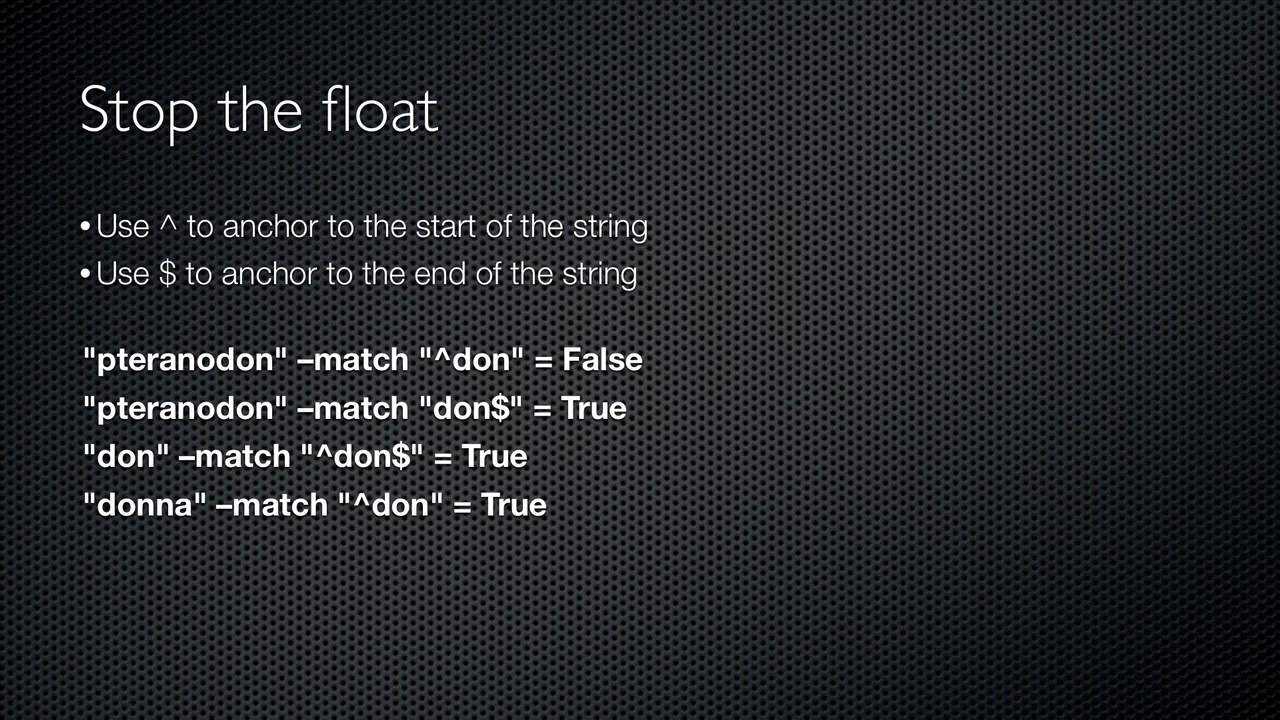 Stop the float
•Use ^ to anchor to the start of the string
•Use $ to anchor to the end of the string
"pteranodon" –match "^don" = False
"pteranodon" –match "don$" = True
"don" –match "^don$" = True
"donna" –match "^don" = True